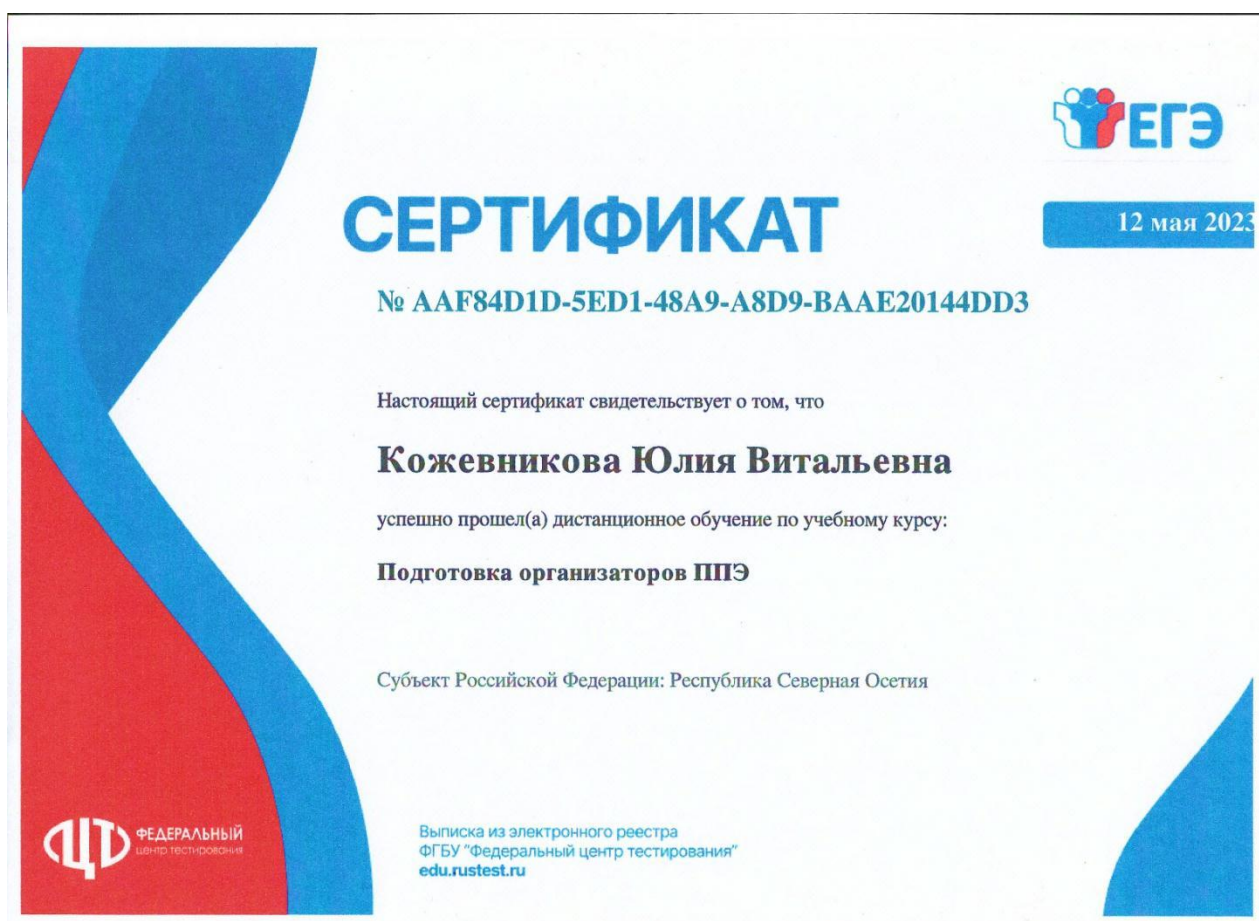 ЕГЭ
СЕРТИФИКАТ
12 мая 2023
№ AAF84D1D-5ED1-48A9-A8D9-BAAE20144DD3
Настоящий сертификат свидетельствует о том, что
Кожевникова Юлия Витальевна
успешно прошел(а) дистанционное обучение по учебному курсу:
Подготовка организаторов ППЭ
Субъект Российской Федерации: Республика Северная Осетия
ФЦТ ФЕДЕРАЛЬНЫЙ
центр тестирования
Выписка из электронного реестра
ФГБУ "Федеральный центр тестирования"
edu.rustest.ru